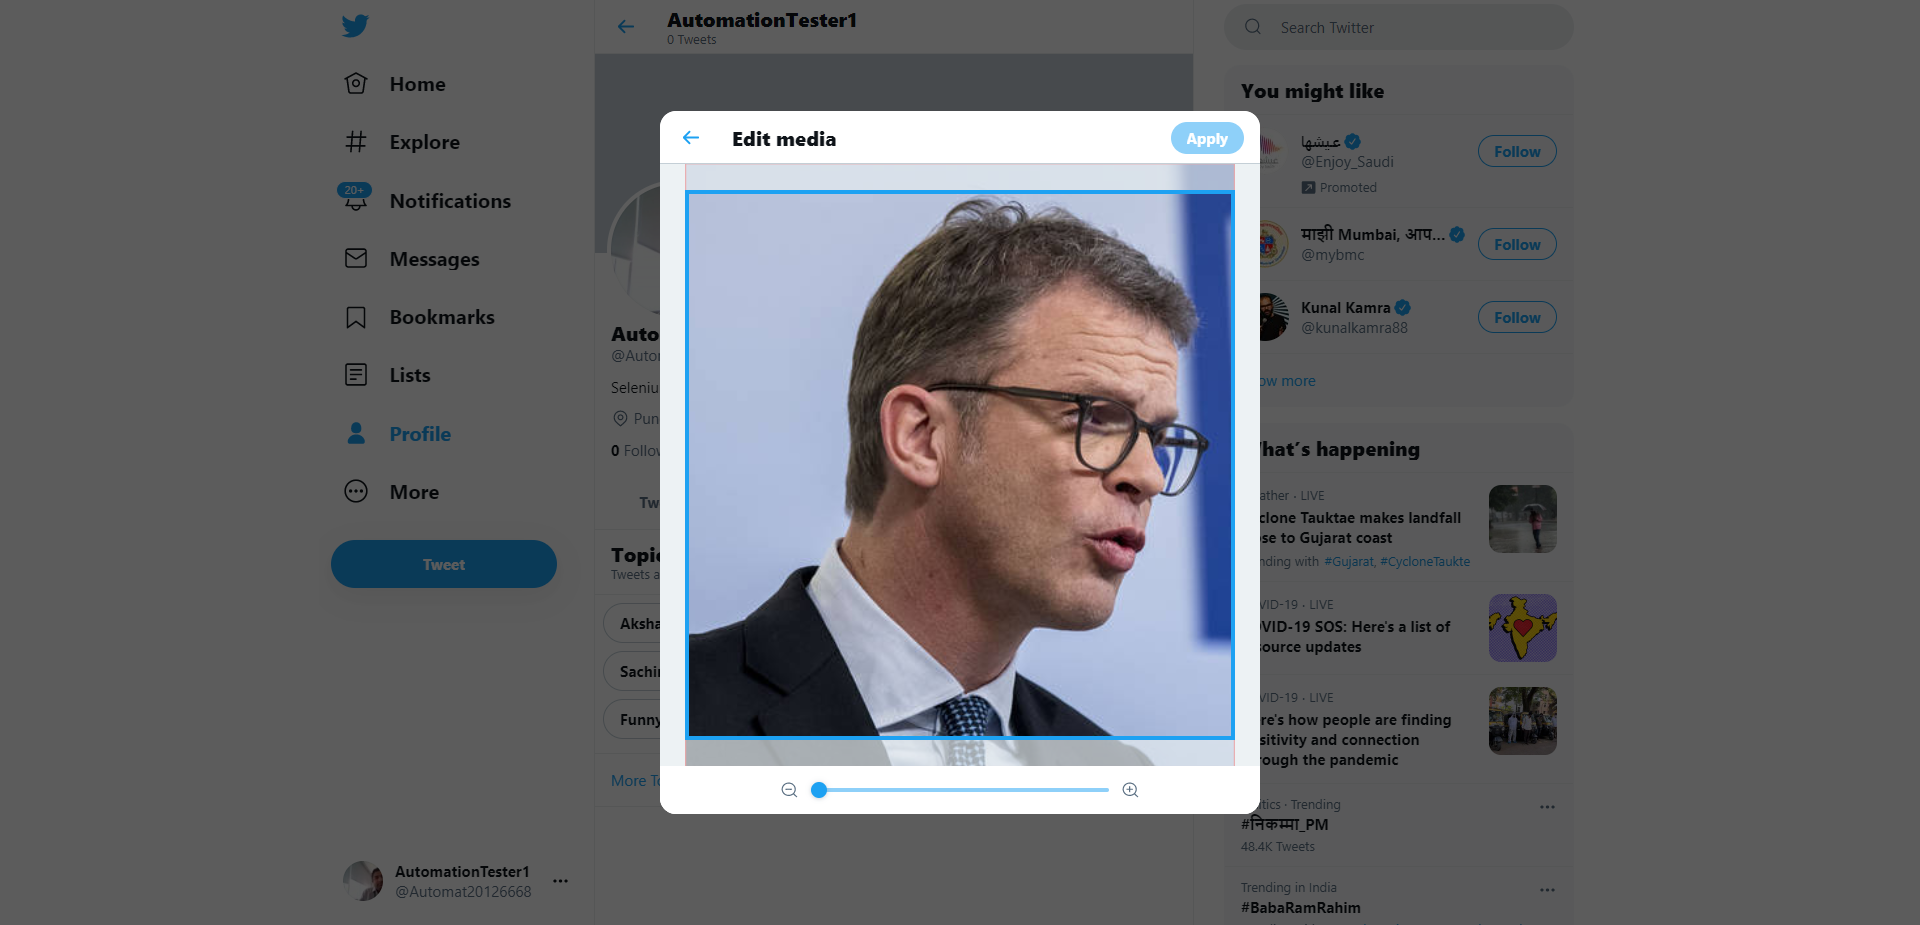 Home
Explore
20+
Notifications
Messages
Bookmarks
Lists
Profile
More
Tweet
AutomationTester1
@Automat20126668
AutomationTester1
0 Tweets
Auto
@Auto
Seleniu
Pun
0 Follow
Tw
Topic
Tweets a
Aksha
Sachi
Funny
More To
Edit media
Apply
Search Twitter
You might like
عيشها
@Enjoy_Saudi
Promoted
Follow
माझी Mumbai, आप...
@mybmc
Follow
Kunal Kamra
@kunalkamra88
Follow
ow more
hat's happening
ather · LIVE
clone Tauktae makes landfall
se to Gujarat coast
nding with #Gujarat, #CycloneTaukte
VID-19 · LIVE
VID-19 SOS: Here's a list of
source updates
VID-19 · LIVE
re's how people are finding
sitivity and connection
rough the pandemic
itics · Trending
#निकम्मा_PM
48.4K Tweets
Trending in India
#BabaRamRahim